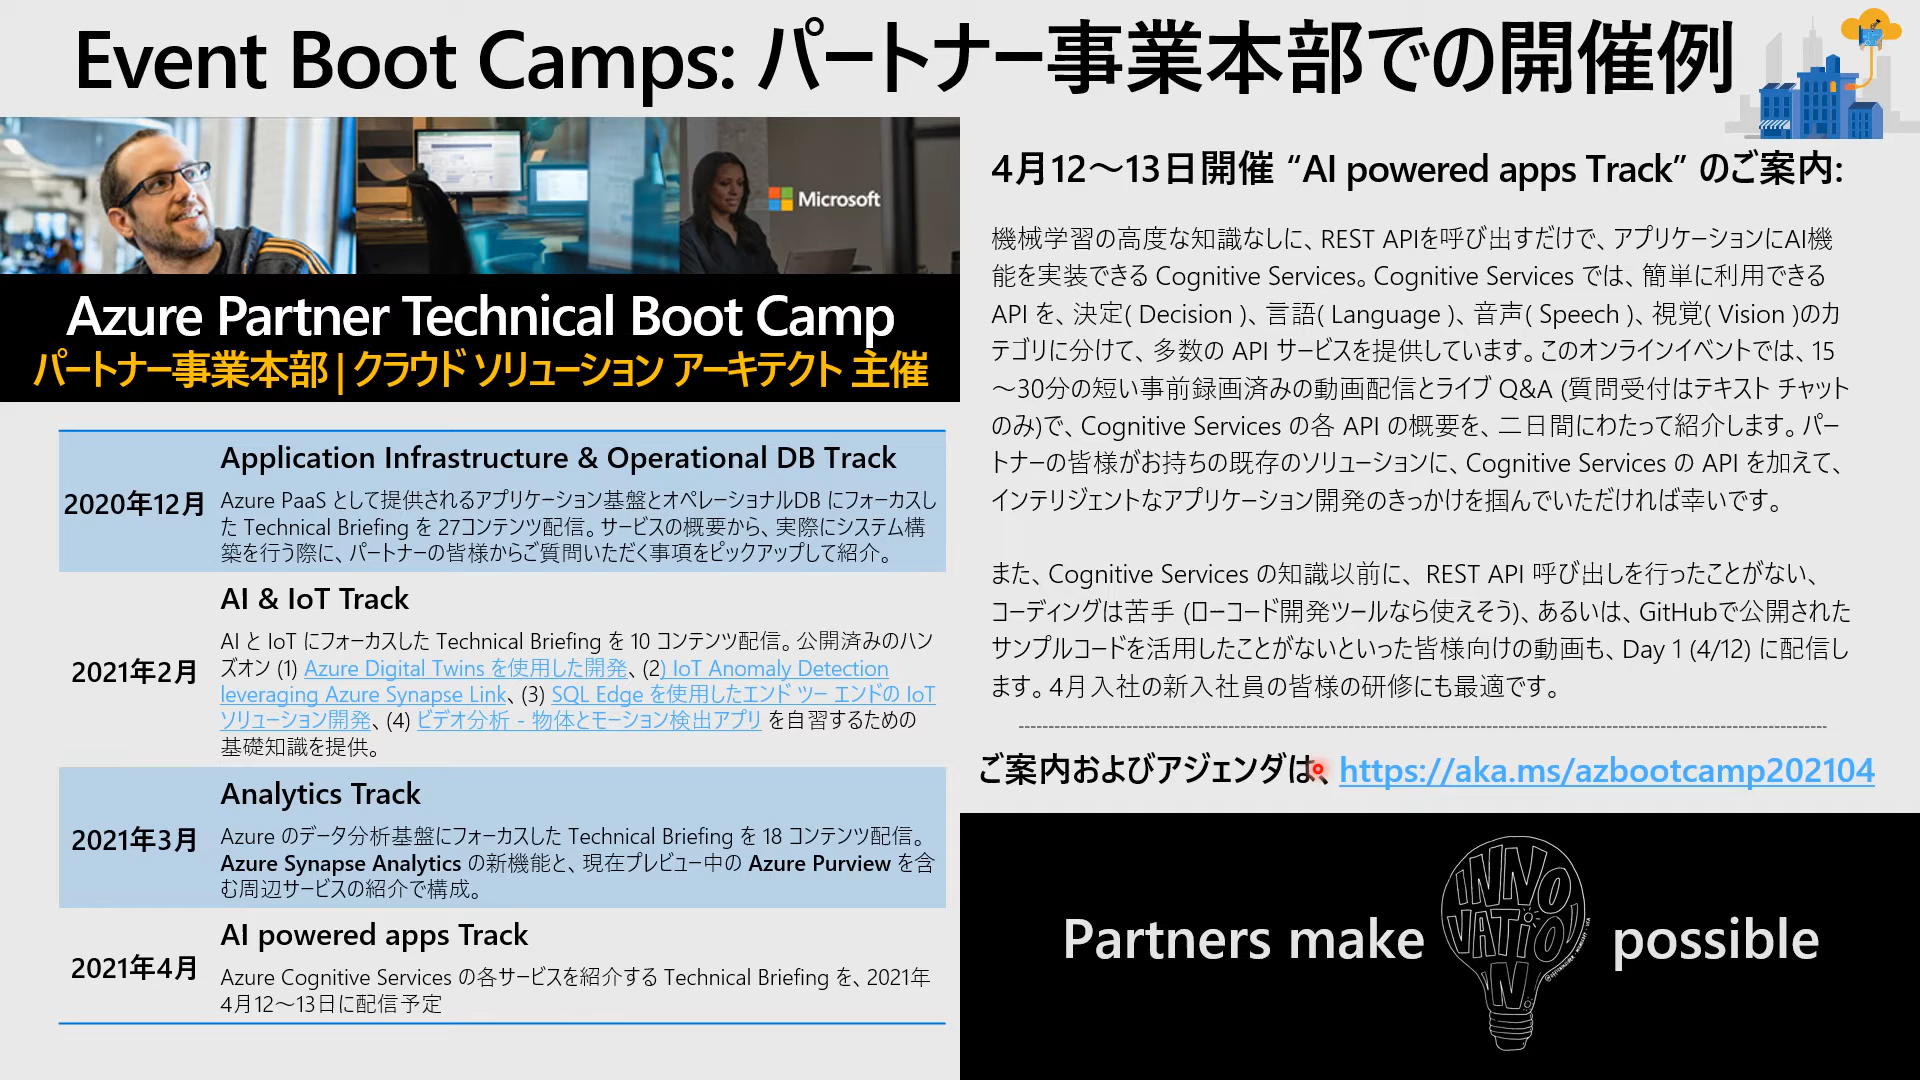 Event Boot Camps: パートナー事業本部での開催例
Microsoft
Azure Partner Technical Boot Camp
パートナー事業本部 | クラウド ソリューション アーキテクト 主催
2020年12月
Application Infrastructure & Operational DB Track
Azure PaaS として提供されるアプリケーション基盤とオペレーショナルDB にフォーカスし
た Technical Briefing を 27コンテンツ配信。サービスの概要から、実際にシステム構
築を行う際に、パートナーの皆様からご質問いただく事項をピックアップして紹介。
2021年2月
AI & IoT Track
AI と IoT にフォーカスした Technical Briefing を 10 コンテンツ配信。公開済みのハン
ズオン (1) Azure Digital Twins を使用した開発、(2) IoT Anomaly Detection
leveraging Azure Synapse Link、(3) SQL Edge を使用したエンド ツー エンドの IoT
ソリューション開発、(4) ビデオ分析 - 物体とモーション検出アプリ を自習するための
基礎知識を提供。
2021年3月
Analytics Track
Azure のデータ分析基盤にフォーカスした Technical Briefing を 18 コンテンツ配信。
Azure Synapse Analytics の新機能と、現在プレビュー中の Azure Purview を含
む周辺サービスの紹介で構成。
2021年4月
AI powered apps Track
Azure Cognitive Services の各サービスを紹介する Technical Briefing を、2021年
4月12～13日に配信予定
4月12～13日開催 “AI powered apps Track” のご案内:
機械学習の高度な知識なしに、REST APIを呼び出すだけで、アプリケーションにAI機
能を実装できる Cognitive Services。Cognitive Services では、簡単に利用できる
API を、決定( Decision )、言語( Language )、音声( Speech )、視覚( Vision )のカ
テゴリに分けて、多数の API サービスを提供しています。このオンラインイベントでは、15
～30分の短い事前録画済みの動画配信とライブ Q&A (質問受付はテキスト チャット
のみ)で、Cognitive Services の各 API の概要を、二日間にわたって紹介します。パー
トナーの皆様がお持ちの既存のソリューションに、Cognitive Services の API を加えて、
インテリジェントなアプリケーション開発のきっかけを掴んでいただければ幸いです。
また、Cognitive Services の知識以前に、REST API 呼び出しを行ったことがない、
コーディングは苦手 (ローコード開発ツールなら使えそう)、あるいは、GitHubで公開された
サンプルコードを活用したことがないといった皆様向けの動画も、Day 1 (4/12) に配信し
ます。4月入社の新入社員の皆様の研修にも最適です。
ご案内およびアジェンダは、https://aka.ms/azbootcamp202104
Partners make INNOVATION possible